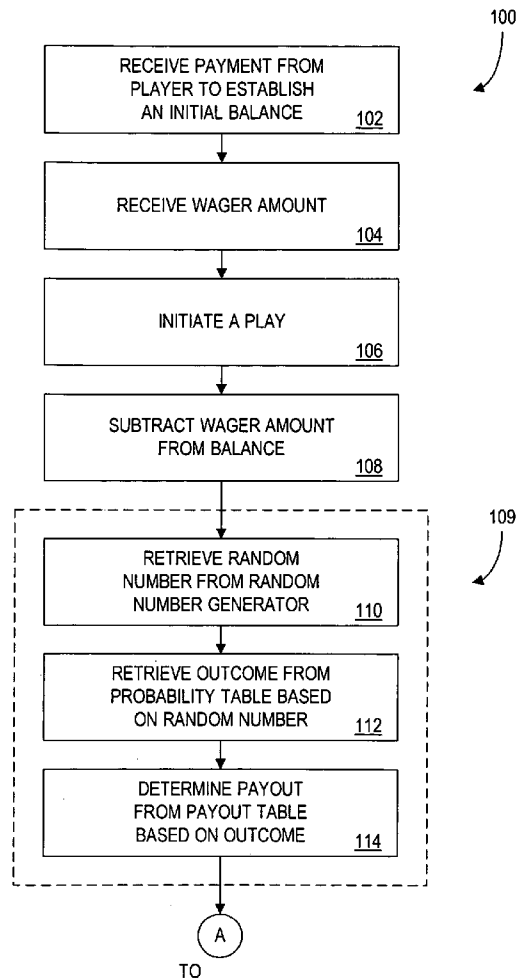 100
RECEIVE PAYMENT FROM
PLAYER TO ESTABLISH
AN INITIAL BALANCE
102
RECEIVE WAGER AMOUNT
104
INITIATE A PLAY
106
SUBTRACT WAGER AMOUNT
FROM BALANCE
108
109
RETRIEVE RANDOM
NUMBER FROM RANDOM
NUMBER GENERATOR
110
RETRIEVE OUTCOME FROM
PROBABILITY TABLE BASED
ON RANDOM NUMBER
112
DETERMINE PAYOUT
FROM PAYOUT TABLE
BASED ON OUTCOME
114
A
TO